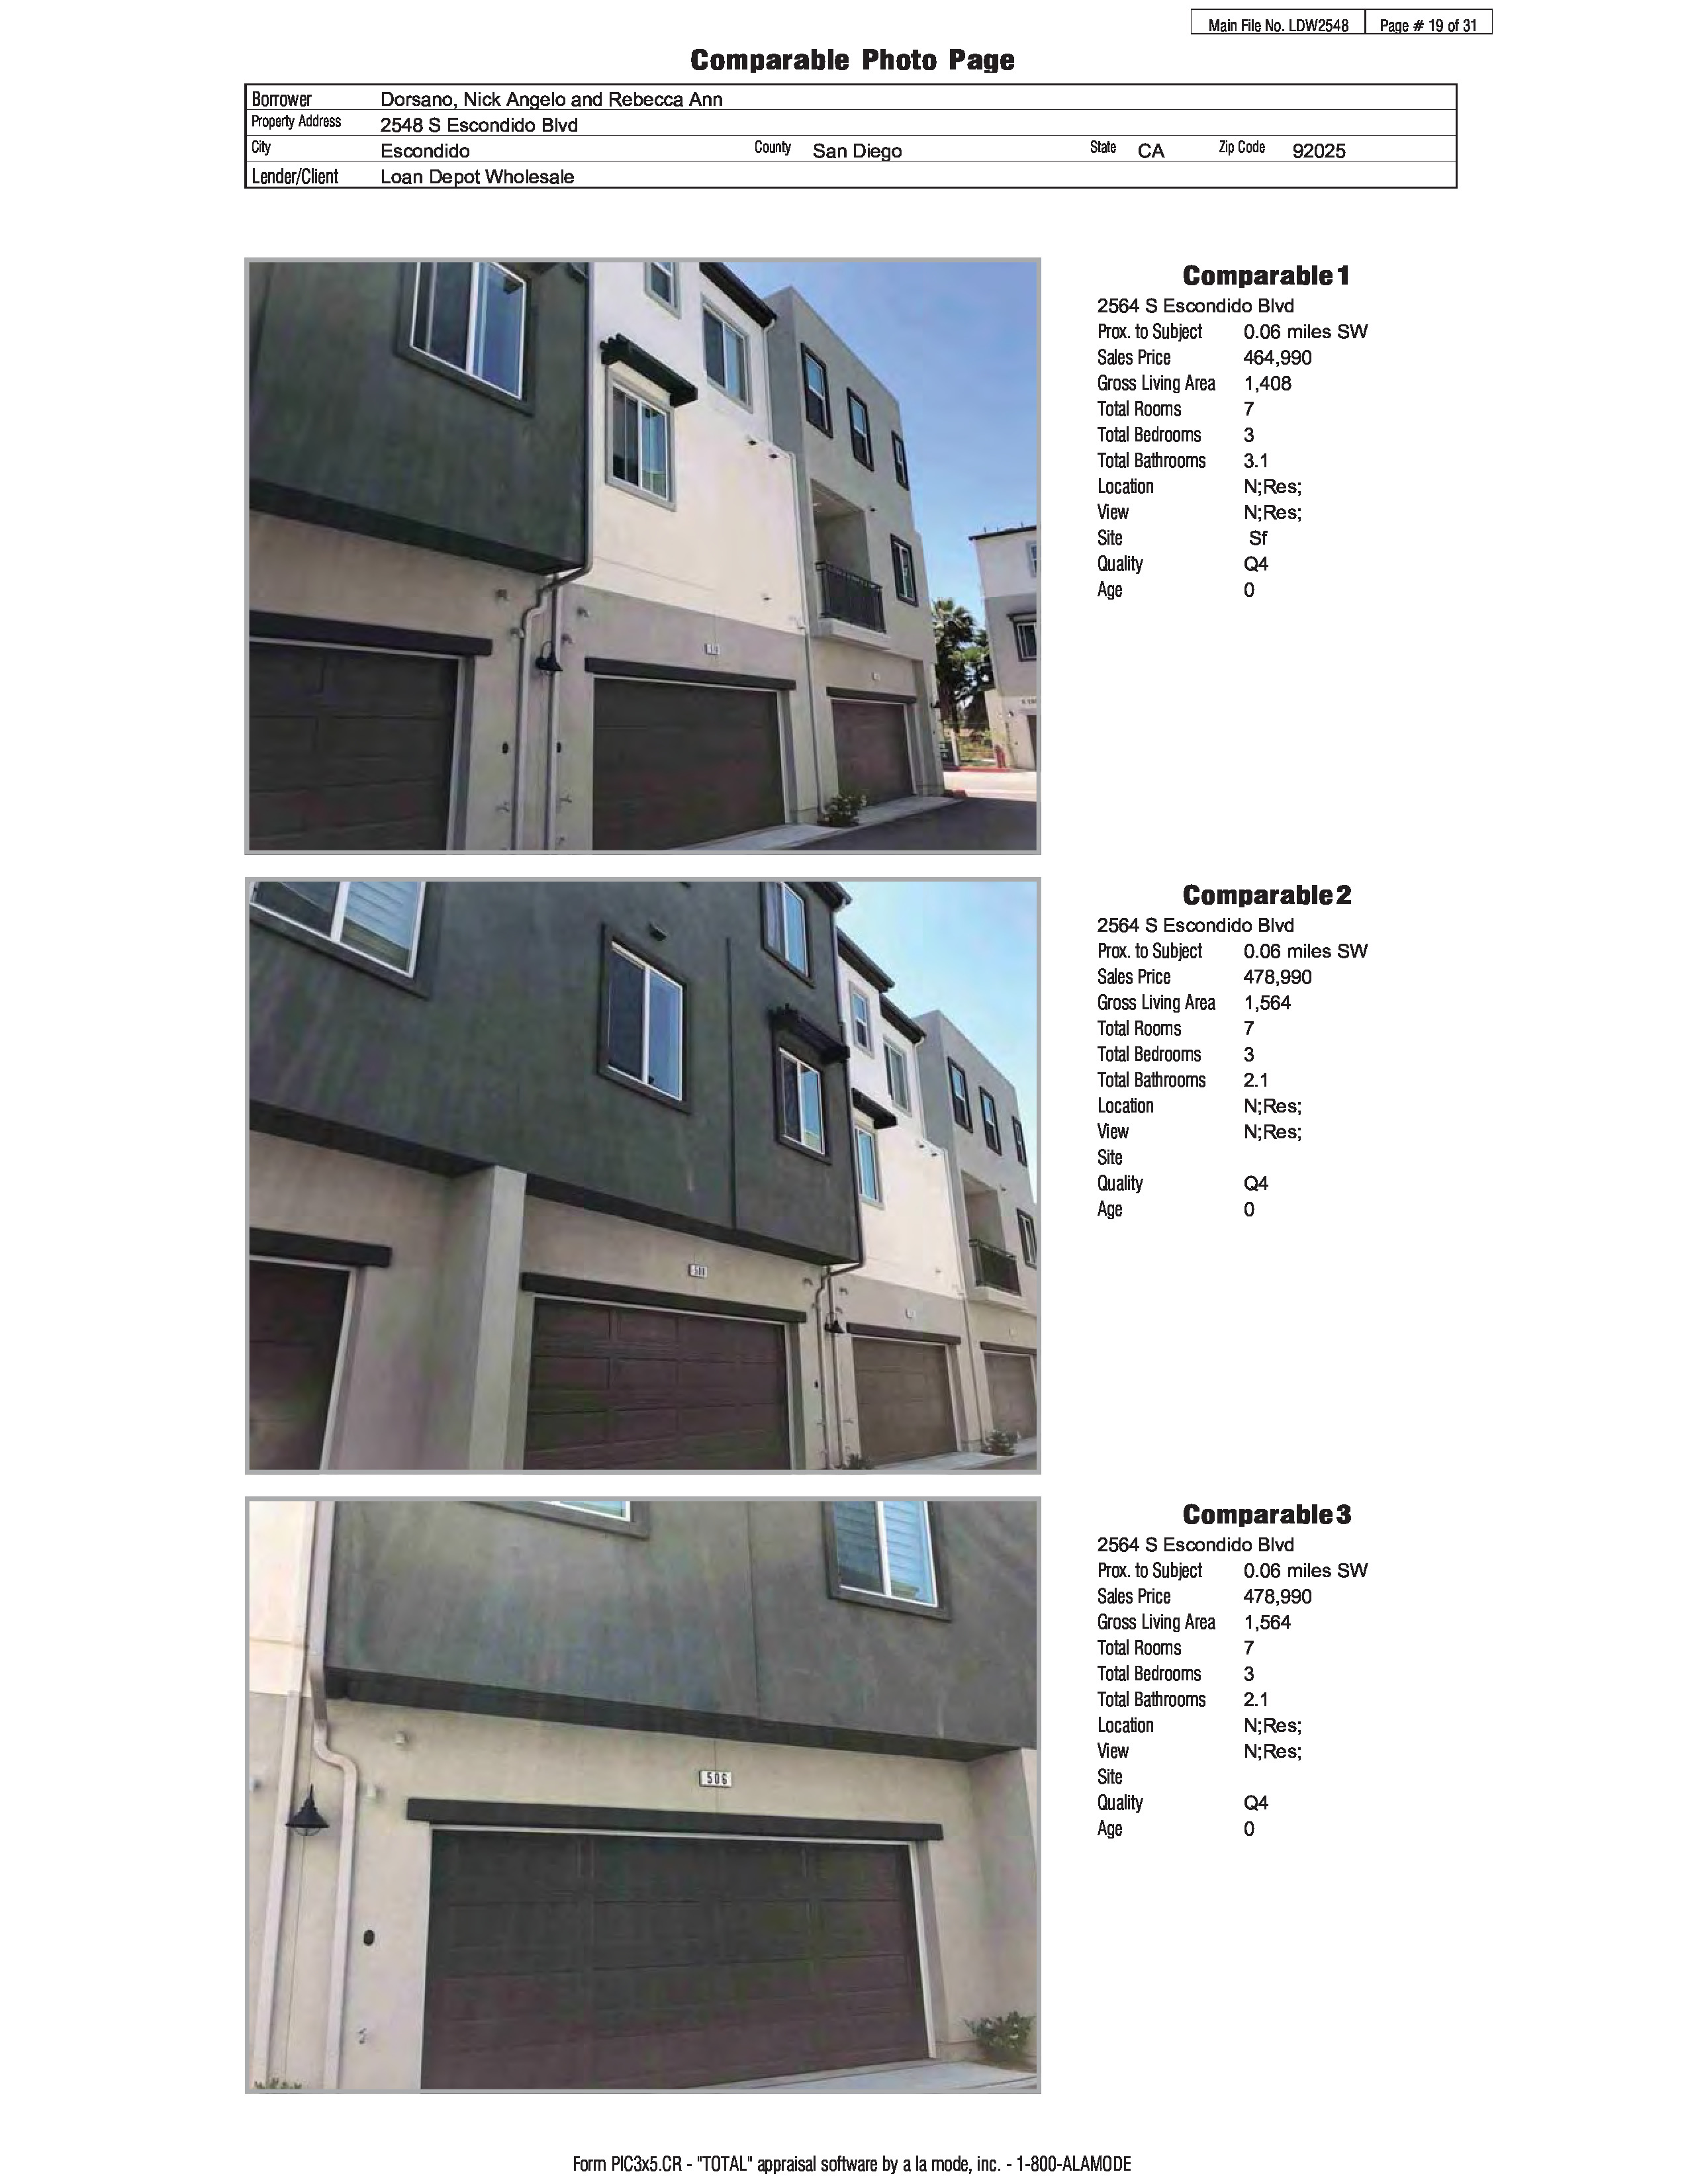 Main File No. LDW2548 Page # 19 of 31
Comparable Photo Page
Borrower Dorsano, Nick Angelo and Rebecca Ann
Property Address 2548 S Escondido Blvd
City Escondido County San Diego State CA Zip Code 92025
Lender/Client Loan Depot Wholesale
Comparable 1
2564 S Escondido Blvd
Prox. to Subject 0.06 miles SW
Sales Price 464,990
Gross Living Area 1,408
Total Rooms 7
Total Bedrooms 3
Total Bathrooms 3.1
Location N;Res;
View N;Res;
Site Sf
Quality Q4
Age 0
Comparable 2
2564 S Escondido Blvd
Prox. to Subject 0.06 miles SW
Sales Price 478,990
Gross Living Area 1,564
Total Rooms 7
Total Bedrooms 3
Total Bathrooms 2.1
Location N;Res;
View N;Res;
Site
Quality Q4
Age 0
Comparable 3
2564 S Escondido Blvd
Prox. to Subject 0.06 miles SW
Sales Price 478,990
Gross Living Area 1,564
Total Rooms 7
Total Bedrooms 3
Total Bathrooms 2.1
Location N;Res;
View N;Res;
Site
Quality Q4
Age 0
506
Form PIC3x5.CR - "TOTAL" appraisal software by a la mode, inc. - 1-800-ALAMODE